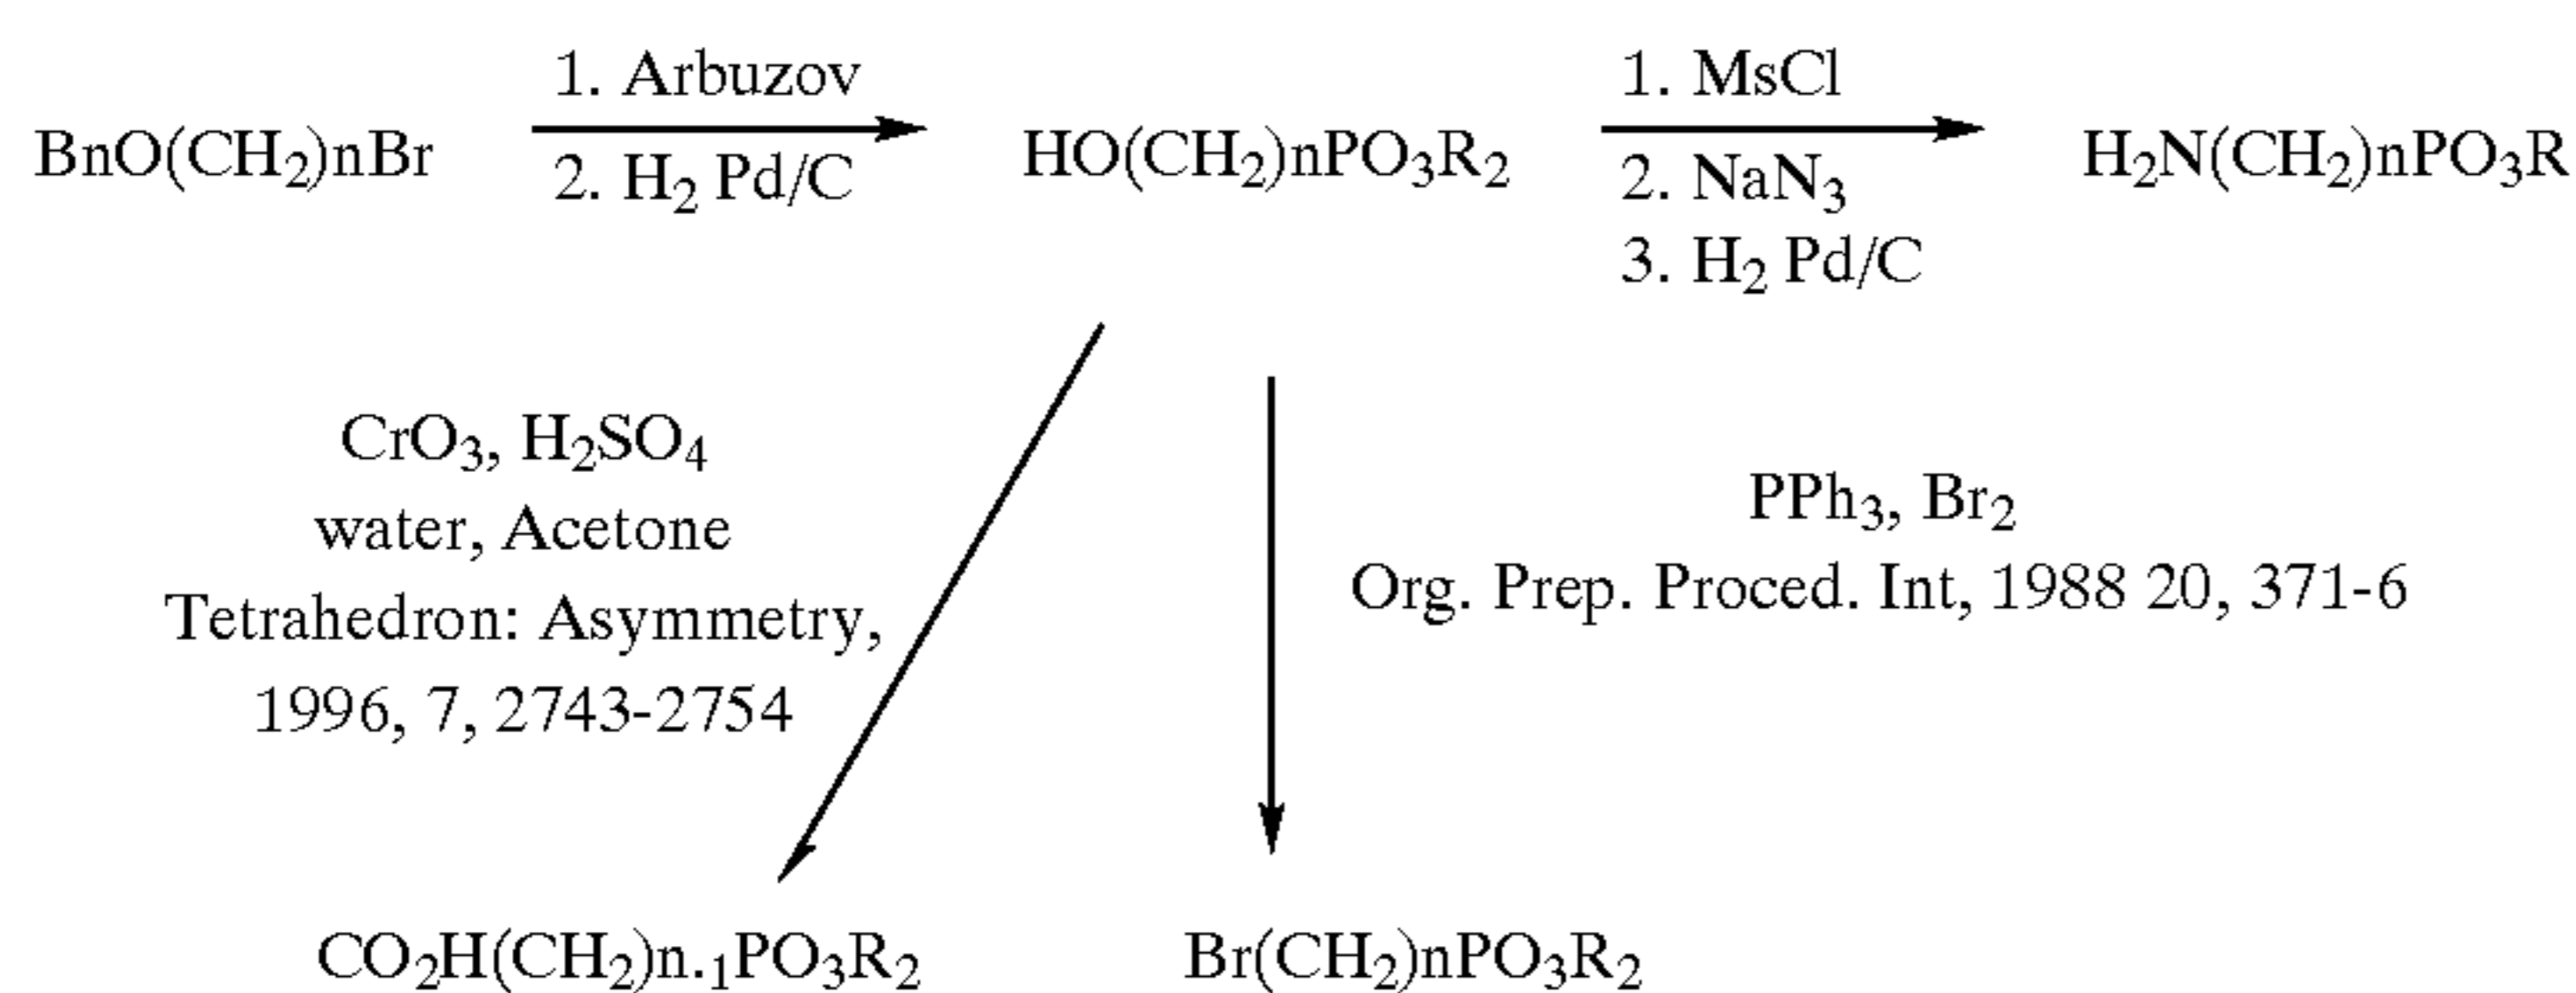 BnO(CH₂)nBr
1. Arbuzov
2. H₂ Pd/C
HO(CH₂)nPO₃R₂
1. MsCl
2. NaN₃
3. H₂ Pd/C
H₂N(CH₂)nPO₃R
CrO₃, H₂SO₄
water, Acetone
Tetrahedron: Asymmetry,
1996, 7, 2743-2754
PPh₃, Br₂
Org. Prep. Proced. Int, 1988 20, 371-6
CO₂H(CH₂)n.₁PO₃R₂
Br(CH₂)nPO₃R₂